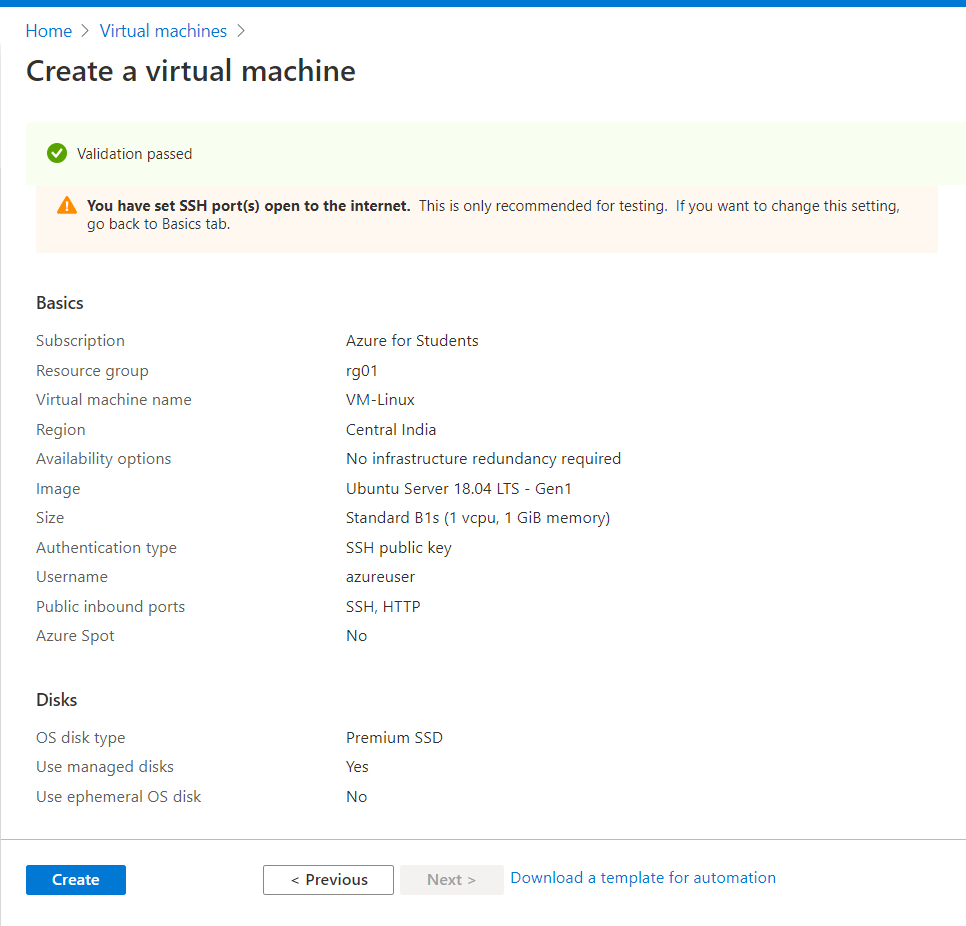 Home > Virtual machines >
Create a virtual machine
Validation passed
You have set SSH port(s) open to the internet. This is only recommended for testing. If you want to change this setting,
go back to Basics tab.
Basics
Subscription Azure for Students
Resource group rg01
Virtual machine name VM-Linux
Region Central India
Availability options No infrastructure redundancy required
Image Ubuntu Server 18.04 LTS - Gen1
Size Standard B1s (1 vcpu, 1 GiB memory)
Authentication type SSH public key
Username azureuser
Public inbound ports SSH, HTTP
Azure Spot No
Disks
OS disk type Premium SSD
Use managed disks Yes
Use ephemeral OS disk No
Create < Previous Next > Download a template for automation